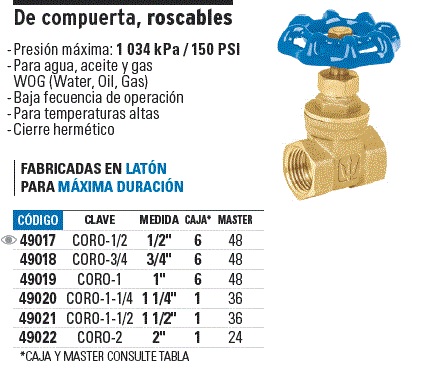 De compuerta, roscables
- Presión máxima: 1 034 kPa / 150 PSI
- Para agua, aceite y gas
WOG (Water, Oil, Gas)
- Baja fecuencia de operación
- Para temperaturas altas
- Cierre hermético
FABRICADAS EN LATÓN
PARA MÁXIMA DURACIÓN
CÓDIGO CLAVE MEDIDA CAJA* MASTER
49017 CORO-1/2 1/2" 6 48
49018 CORO-3/4 3/4" 6 48
49019 CORO-1 1" 6 48
49020 CORO-1-1/4 1 1/4" 1 36
49021 CORO-1-1/2 1 1/2" 1 36
49022 CORO-2 2" 1 24
*CAJA Y MASTER CONSULTE TABLA